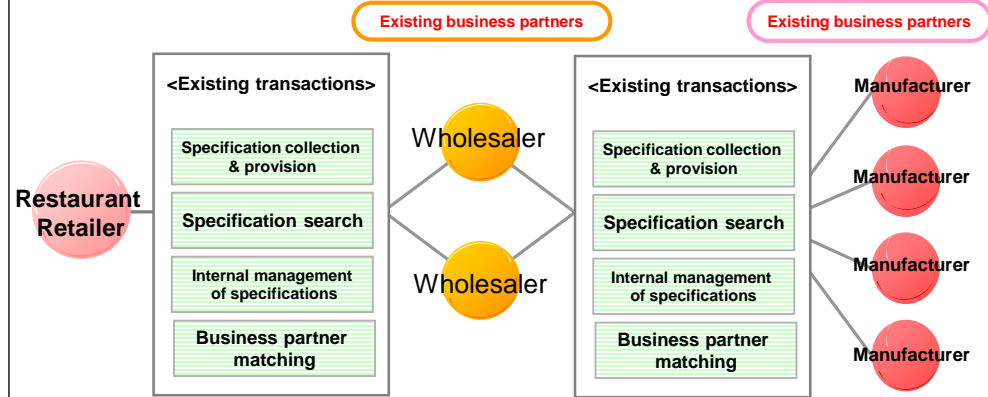 Existing business partners
Existing business partners
Restaurant
Retailer
<Existing transactions>
Specification collection
& provision
Specification search
Internal management
of specifications
Business partner
matching
Wholesaler
Wholesaler
<Existing transactions>
Specification collection
& provision
Specification search
Internal management
of specifications
Business partner
matching
Manufacturer
Manufacturer
Manufacturer
Manufacturer